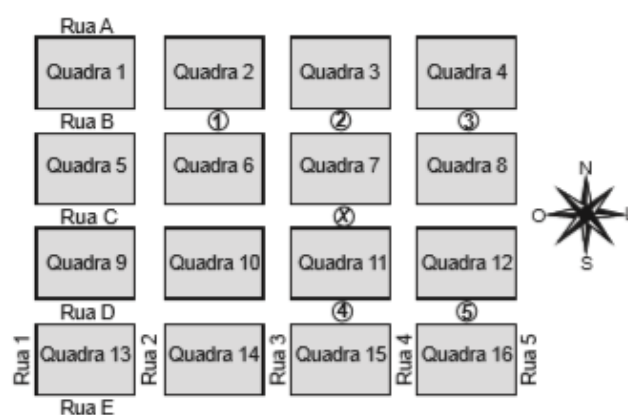 Rua A
Quadra 1 Quadra 2 Quadra 3 Quadra 4
Rua B 1 2 3
Quadra 5 Quadra 6 Quadra 7 Quadra 8
N
O L
S
Rua C X
Quadra 9 Quadra 10 Quadra 11 Quadra 12
Rua D 4 5
Rua 1 Quadra 13 Rua 2 Quadra 14 Rua 3 Quadra 15 Rua 4 Quadra 16 Rua 5
Rua E